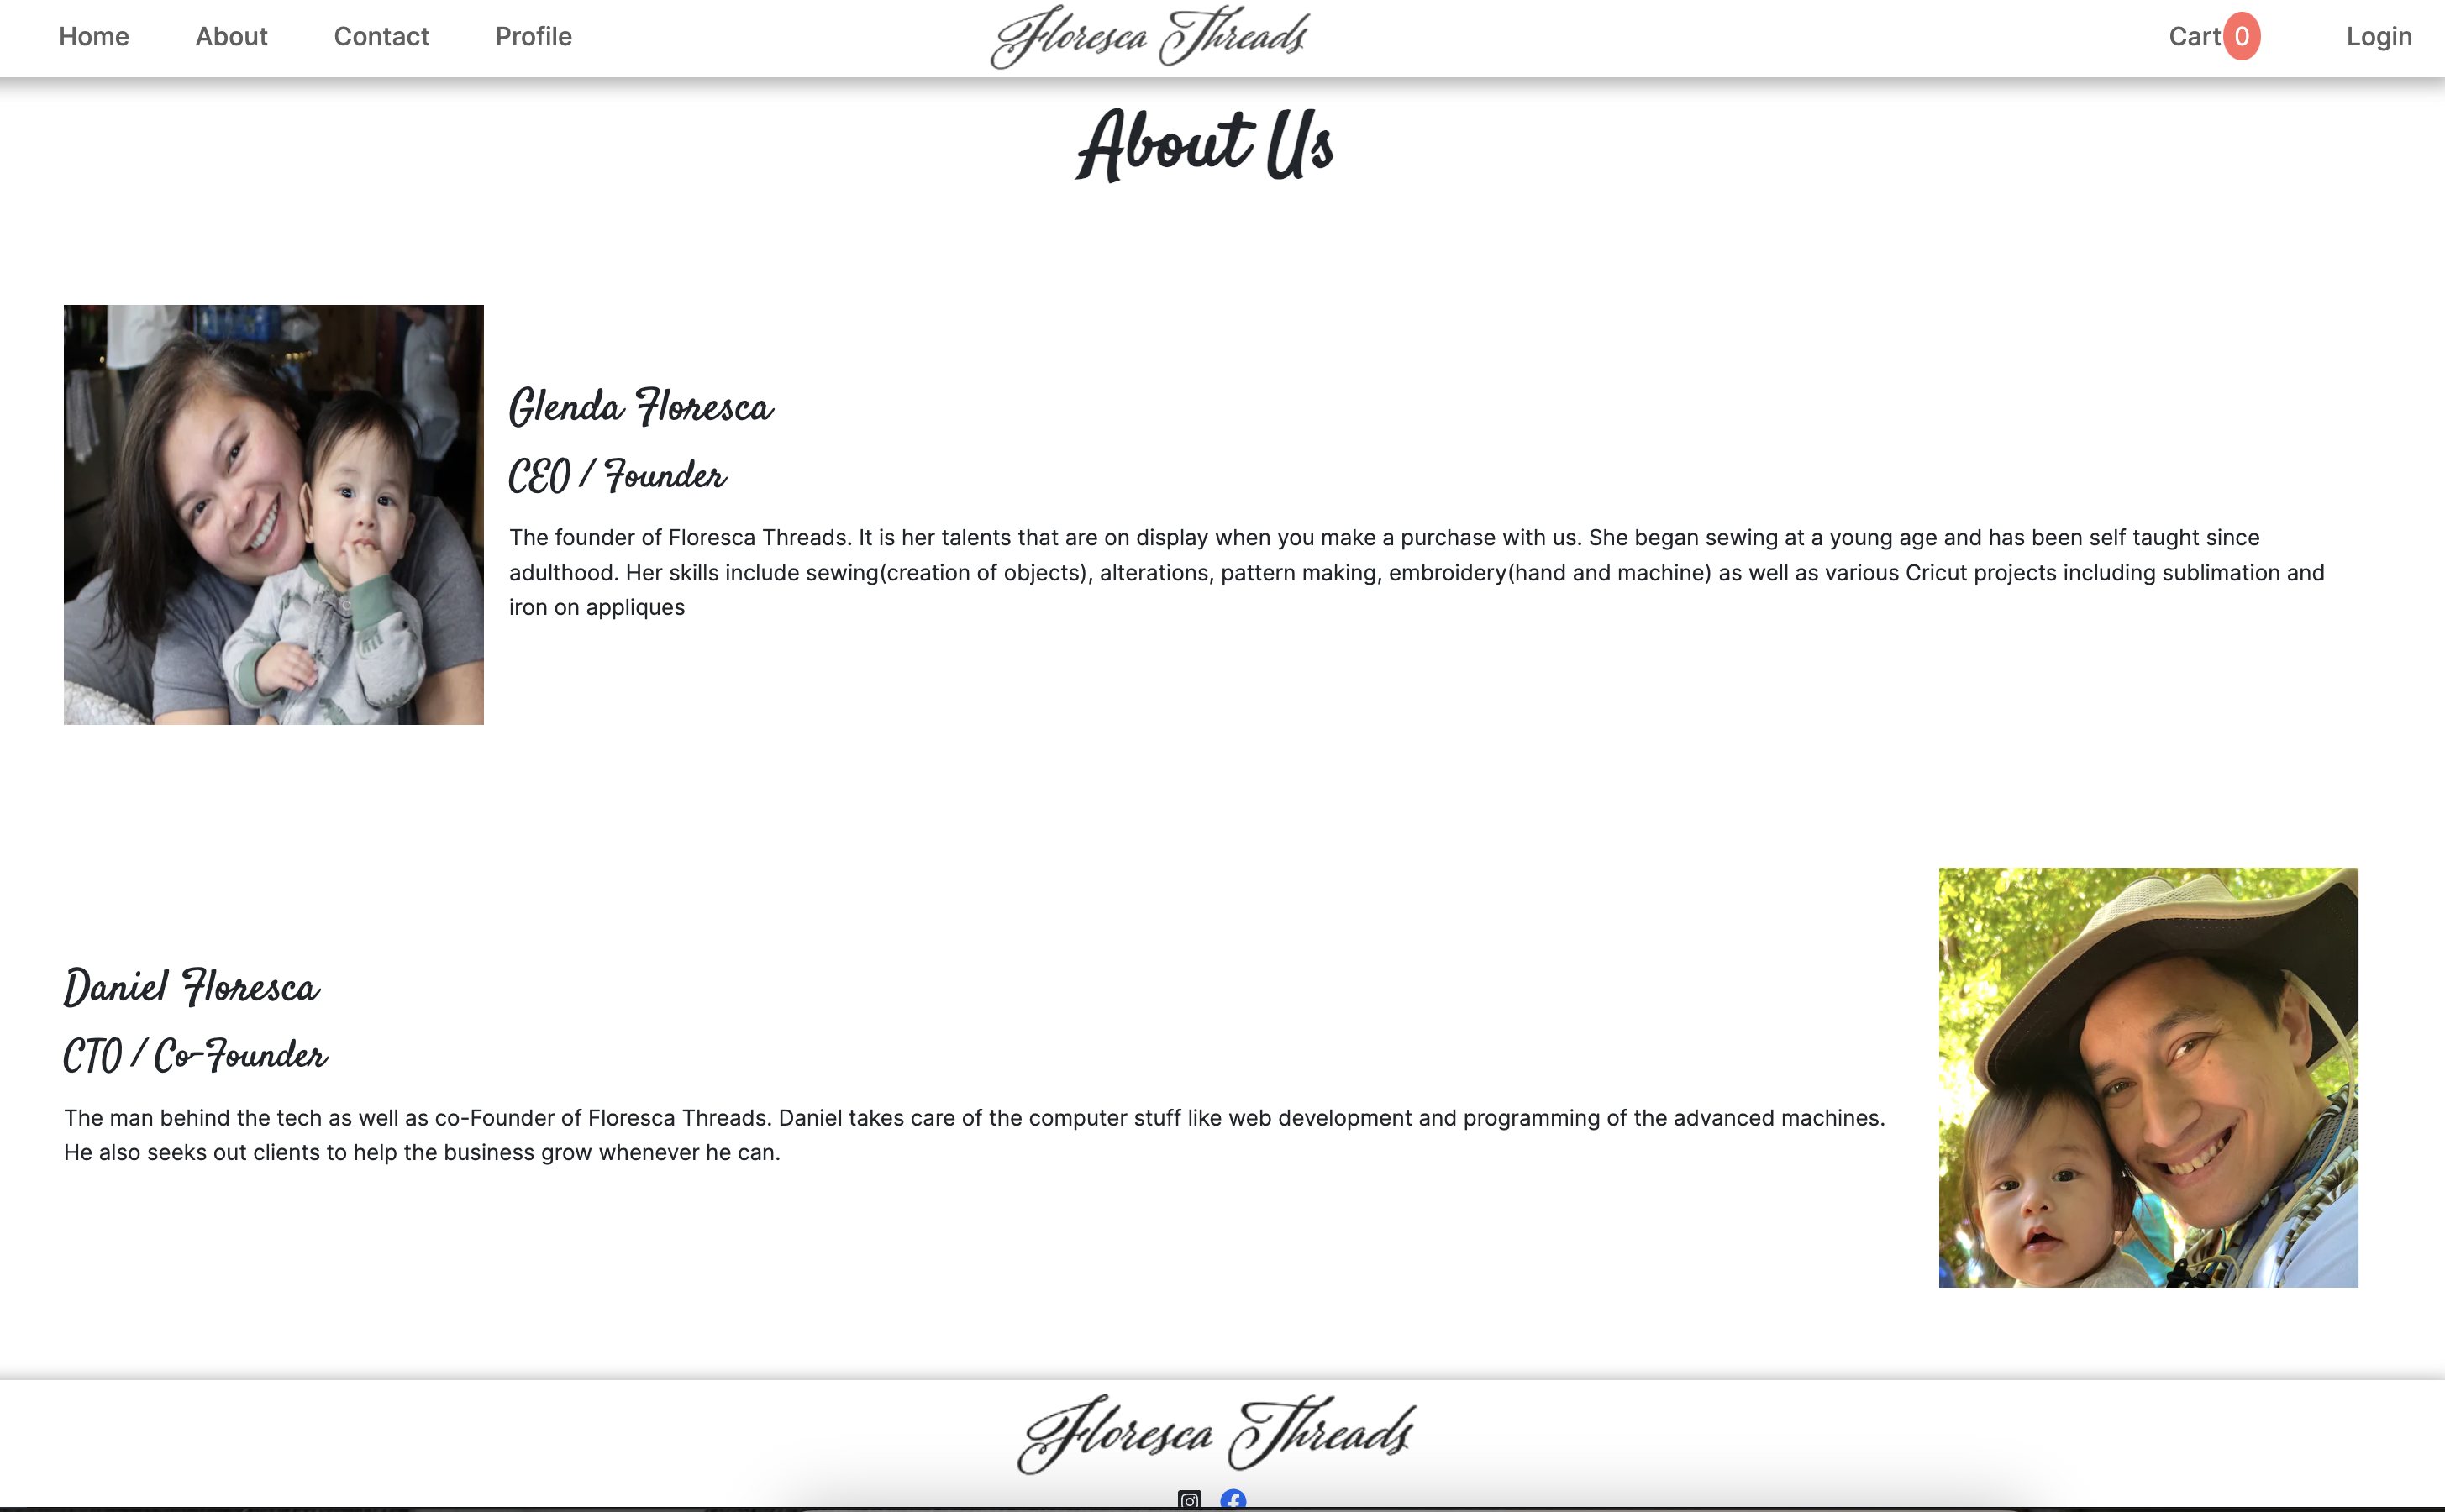 Home About Contact Profile Floresca Threads Cart 0 Login
About Us
Glenda Floresca
CEO / Founder
The founder of Floresca Threads. It is her talents that are on display when you make a purchase with us. She began sewing at a young age and has been self taught since
adulthood. Her skills include sewing(creation of objects), alterations, pattern making, embroidery(hand and machine) as well as various Cricut projects including sublimation and
iron on appliques
Daniel Floresca
CTO / Co-Founder
The man behind the tech as well as co-Founder of Floresca Threads. Daniel takes care of the computer stuff like web development and programming of the advanced machines.
He also seeks out clients to help the business grow whenever he can.
Floresca Threads